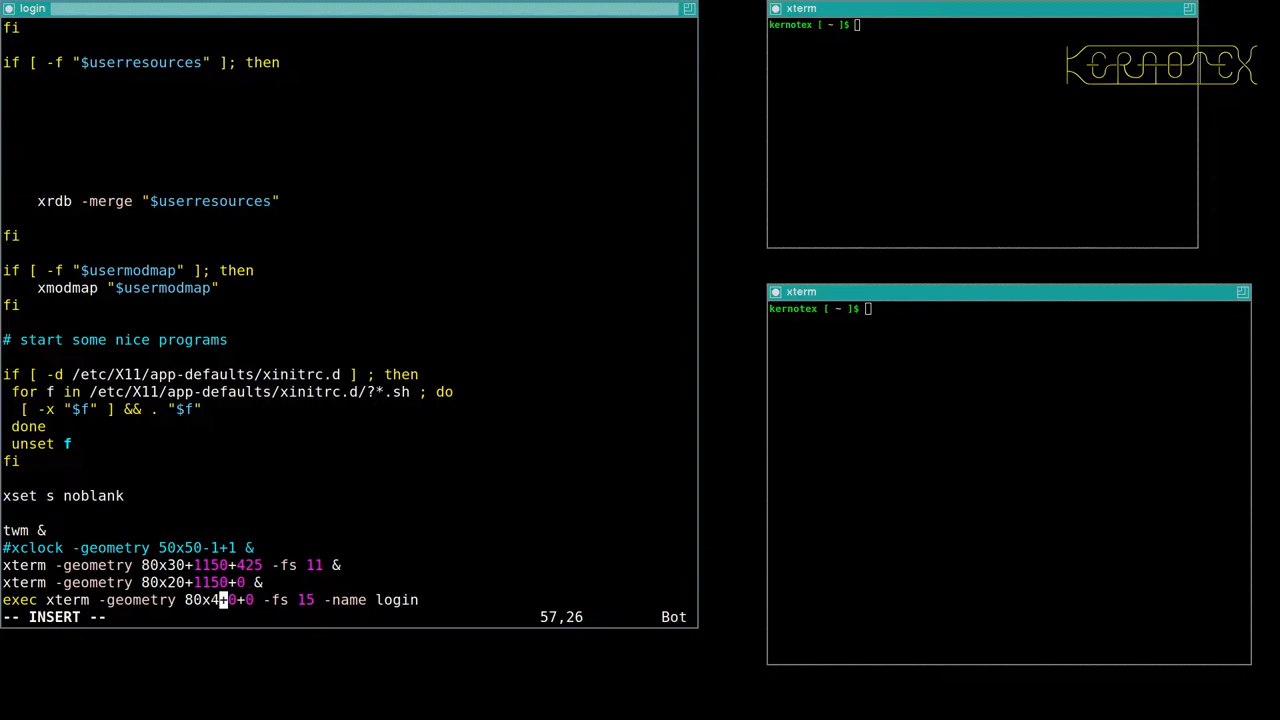 login
fi
if [ -f "$userresources" ]; then
xrdb -merge "$userresources"
fi
if [ -f "$usermodmap" ]; then
xmodmap "$usermodmap"
fi
# start some nice programs
if [ -d /etc/X11/app-defaults/xinitrc.d ] ; then
for f in /etc/X11/app-defaults/xinitrc.d/?*.sh ; do
[ -x "$f" ] && . "$f"
done
unset f
fi
xset s noblank
twm &
#xclock -geometry 50x50-1+1 &
xterm -geometry 80x30+1150+425 -fs 11 &
xterm -geometry 80x20+1150+0 &
exec xterm -geometry 80x4+0+0 -fs 15 -name login
-- INSERT -- 57,26 Bot
xterm
kernotex [ ~ ]$
KERNOTEX
xterm
kernotex [ ~ ]$